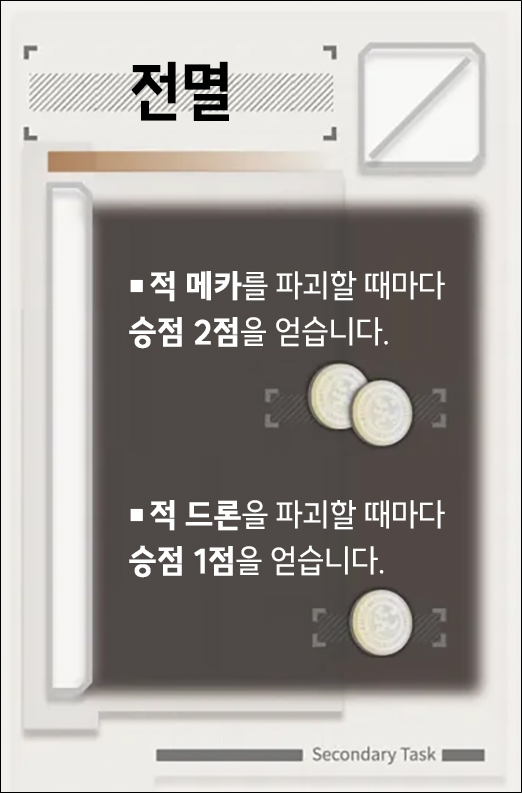 전멸
▪ 적 메카를 파괴할 때마다
승점 2점을 얻습니다.
▪ 적 드론을 파괴할 때마다
승점 1점을 얻습니다.
Secondary Task